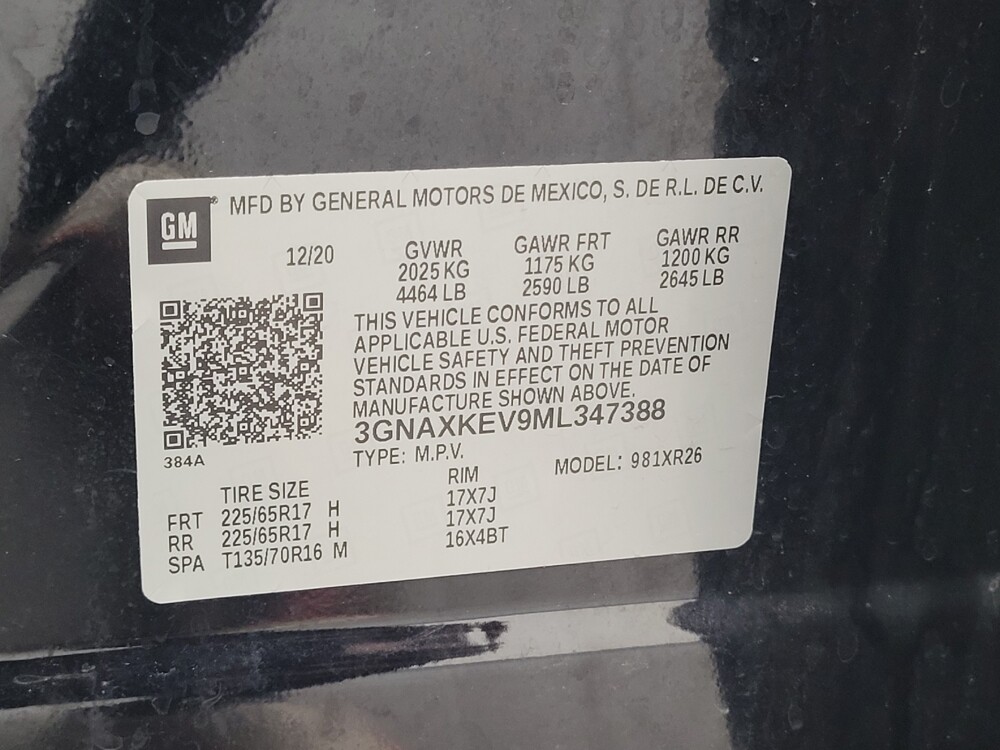 GM
MFD BY GENERAL MOTORS DE MEXICO, S. DE R.L. DE C.V.
12/20 GVWR GAWR FRT GAWR RR
2025 KG 1175 KG 1200 KG
4464 LB 2590 LB 2645 LB
THIS VEHICLE CONFORMS TO ALL
APPLICABLE U.S. FEDERAL MOTOR
VEHICLE SAFETY AND THEFT PREVENTION
STANDARDS IN EFFECT ON THE DATE OF
MANUFACTURE SHOWN ABOVE.
3GNAXKEV9ML347388
384A
TYPE: M.P.V. MODEL: 981XR26
TIRE SIZE RIM
FRT 225/65R17 H 17X7J
RR 225/65R17 H 17X7J
SPA T135/70R16 M 16X4BT